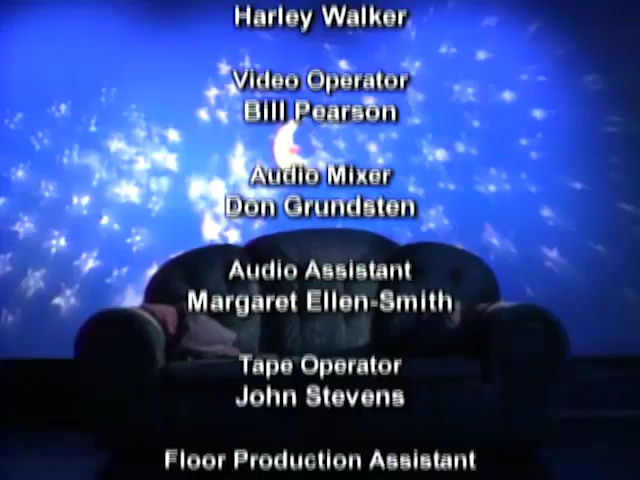 Harley Walker
Video Operator
Bill Pearson
Audio Mixer
Don Grundsten
Audio Assistant
Margaret Ellen-Smith
Tape Operator
John Stevens
Floor Production Assistant